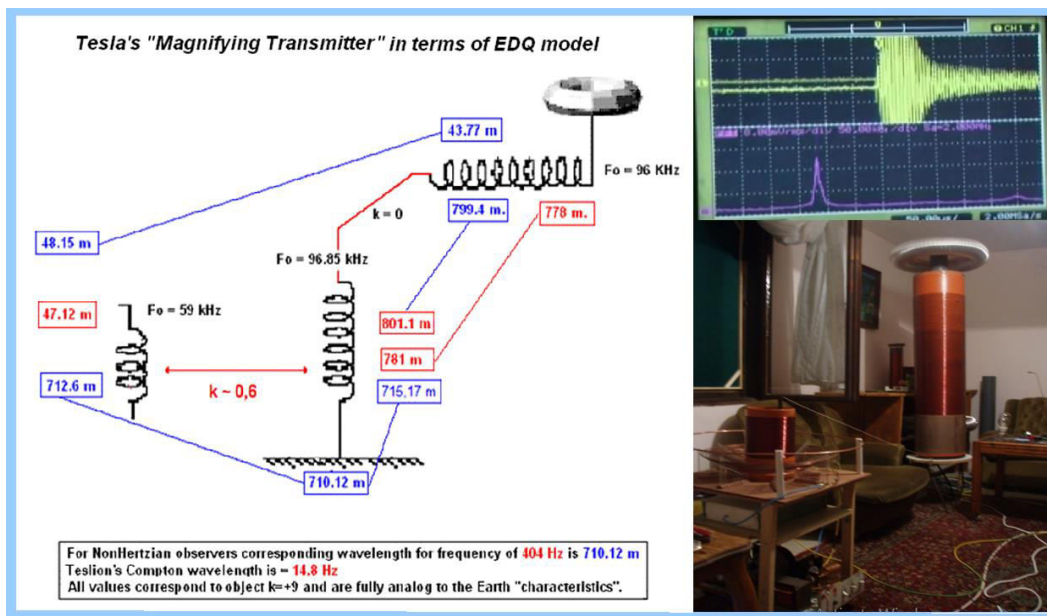 Tesla's "Magnifying Transmitter" in terms of EDQ model
43.77 m
Fo = 96 KHz
k = 0
799.4 m.
778 m.
48.15 m
Fo = 96.85 kHz
47.12 m
Fo = 59 kHz
801.1 m
781 m
712.6 m
k ~ 0,6
715,17 m
710.12 m
For NonHertzian observers corresponding wavelength for frequency of 404 Hz is 710.12 m
Teslion's Compton wavelength is = 14,8 Hz
All values correspond to object k=+9 and are fully analog to the Earth "characteristics".
CH1
2.00MSa/s